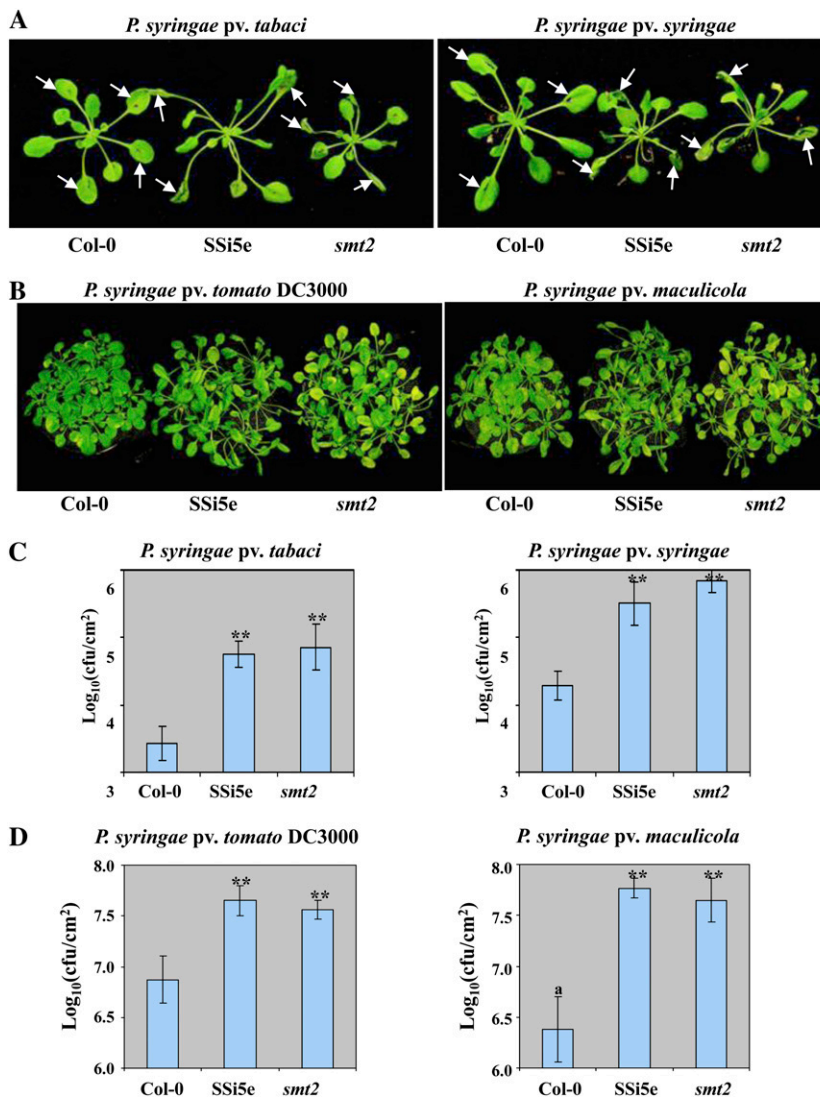 A
P. syringae pv. tabaci
P. syringae pv. syringae
Col-0 SSi5e smt2
Col-0 SSi5e smt2
B
P. syringae pv. tomato DC3000
P. syringae pv. maculicola
Col-0 SSi5e smt2
Col-0 SSi5e smt2
C
P. syringae pv. tabaci
Log10(cfu/cm2)
6
5
4
3
** **
Col-0 SSi5e smt2
P. syringae pv. syringae
Log10(cfu/cm2)
6
5
4
3
** **
Col-0 SSi5e smt2
D
P. syringae pv. tomato DC3000
Log10(cfu/cm2)
8.0
7.5
7.0
6.5
6.0
** **
Col-0 SSi5e smt2
P. syringae pv. maculicola
Log10(cfu/cm2)
8.0
7.5
7.0
6.5
6.0
a ** **
Col-0 SSi5e smt2